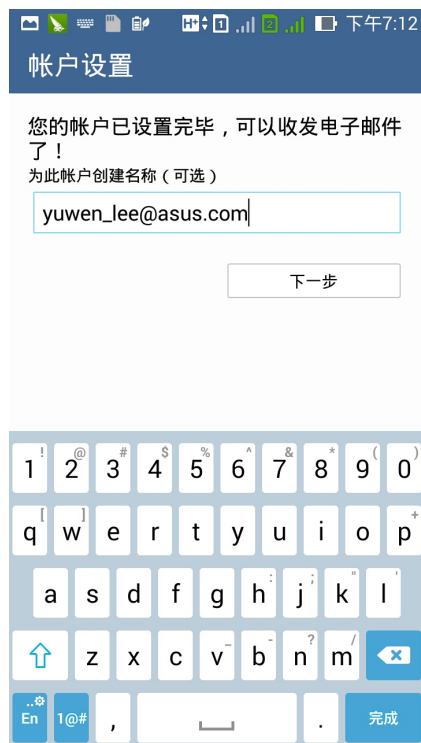 下午7:12
帐户设置
您的帐户已设置完毕，可以收发电子邮件
了！
为此帐户创建名称（可选）
yuwen_lee@asus.com
下一步
! @ # $ % ^ & * ( )
1 2 3 4 5 6 7 8 9 0
[ ] +
q w e r t y u i o p
: ; " '
a s d f g h j k l
_ - ? /
z x c v b n m
En 1@# , . 完成